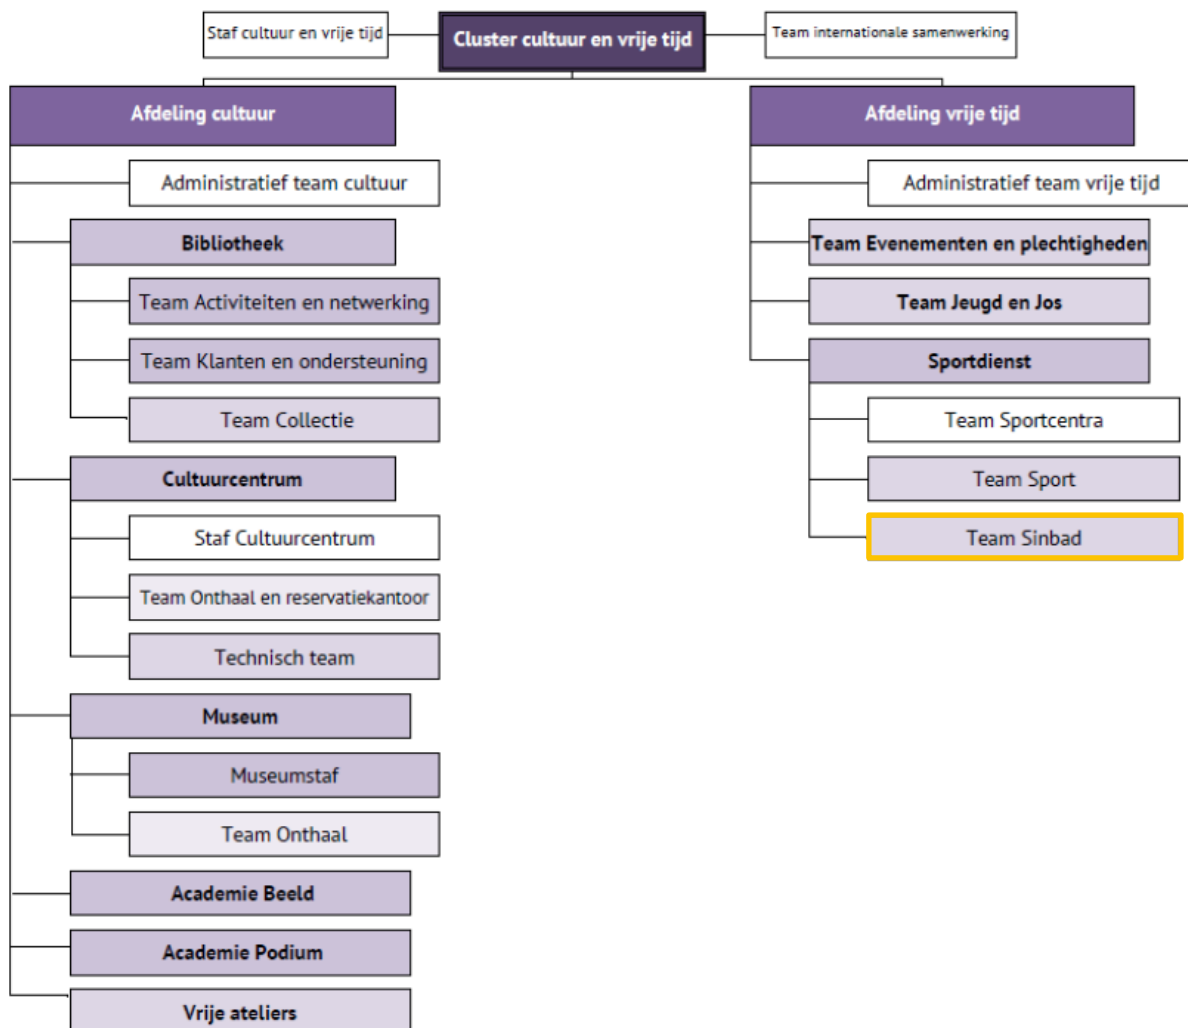 Staf cultuur en vrije tijd
Cluster cultuur en vrije tijd
Team internationale samenwerking
Afdeling cultuur
Administratief team cultuur
Bibliotheek
Team Activiteiten en netwerking
Team Klanten en ondersteuning
Team Collectie
Cultuurcentrum
Staf Cultuurcentrum
Team Onthaal en reservatiekantoor
Technisch team
Museum
Museumstaf
Team Onthaal
Academie Beeld
Academie Podium
Vrije ateliers
Afdeling vrije tijd
Administratief team vrije tijd
Team Evenementen en plechtigheden
Team Jeugd en Jos
Sportdienst
Team Sportcentra
Team Sport
Team Sinbad